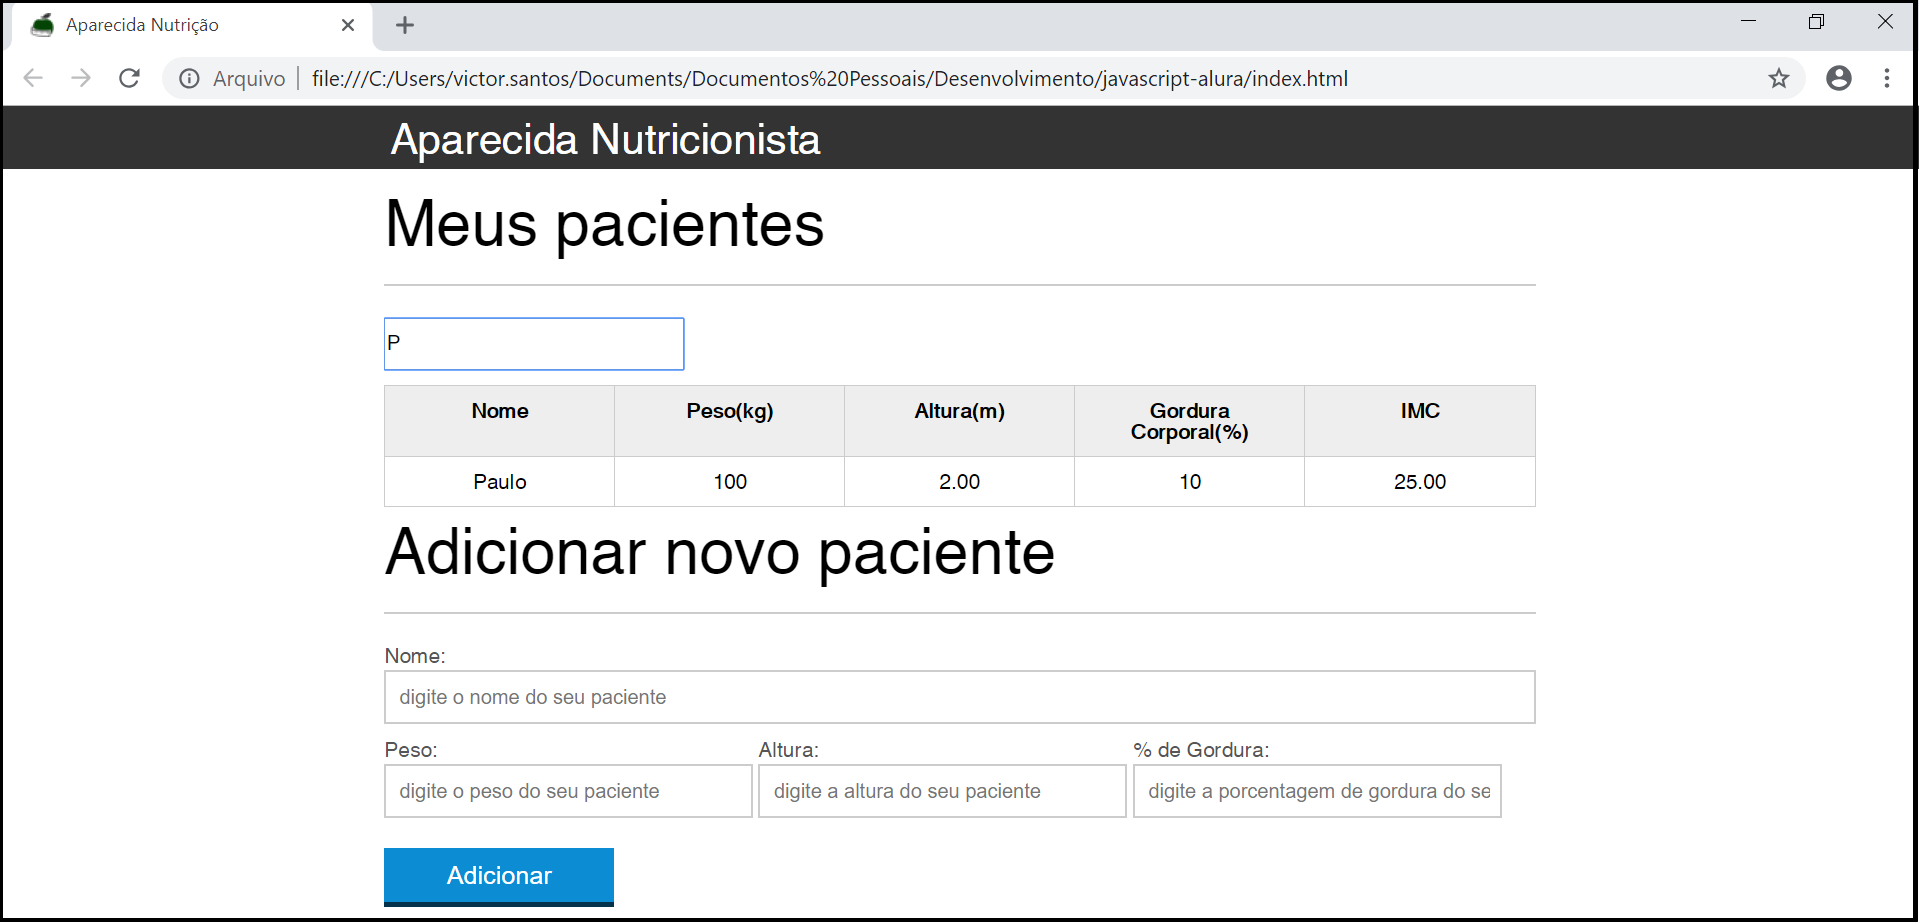 Aparecida Nutrição
Arquivo file:///C:/Users/victor.santos/Documents/Documentos%20Pessoais/Desenvolvimento/javascript-alura/index.html
Aparecida Nutricionista
Meus pacientes
P
Nome Peso(kg) Altura(m) Gordura IMC
Corporal(%)
Paulo 100 2.00 10 25.00
Adicionar novo paciente
Nome:
digite o nome do seu paciente
Peso: Altura: % de Gordura:
digite o peso do seu paciente digite a altura do seu paciente digite a porcentagem de gordura do se
Adicionar